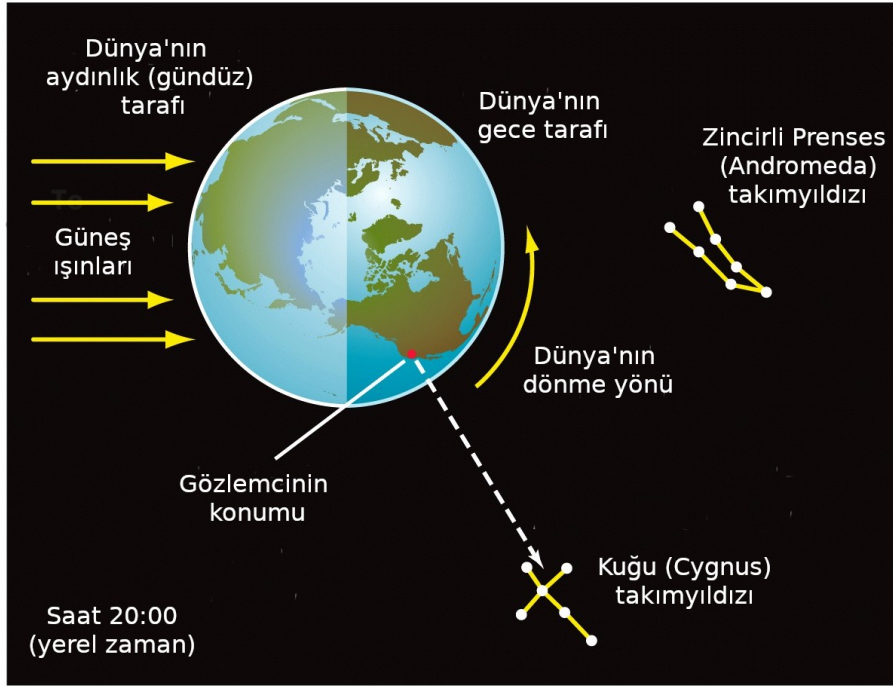 Dünya'nın
aydınlık (gündüz)
tarafı
Dünya'nın
gece tarafı
Zincirli Prenses
(Andromeda)
takımyıldızı
To
Güneş
ışınları
Dünya'nın
dönme yönü
Gözlemcinin
konumu
Kuğu (Cygnus)
takımyıldızı
Saat 20:00
(yerel zaman)